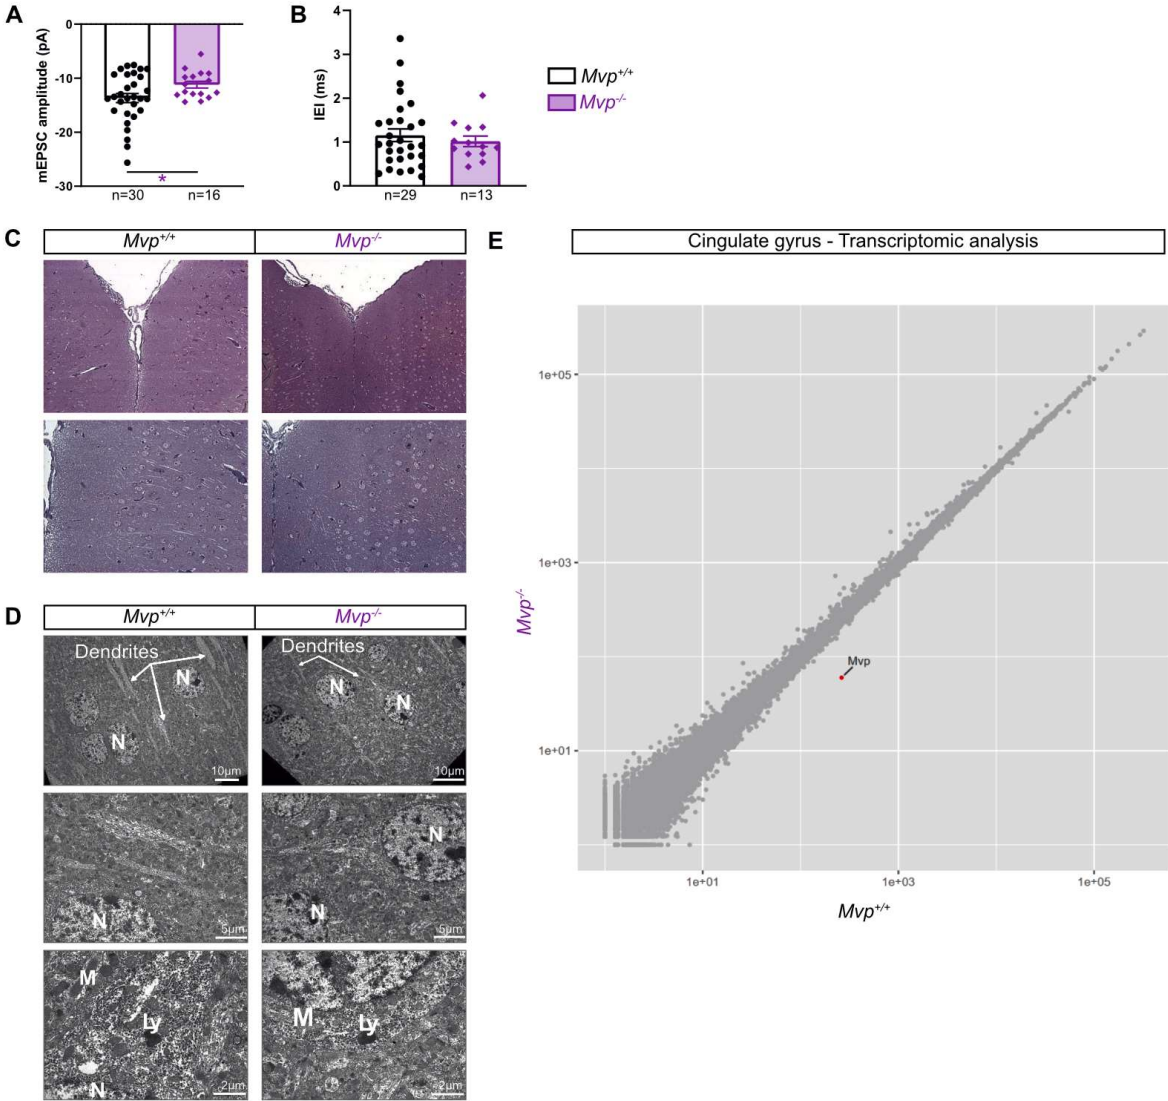 A
mEPSC amplitude (pA)
0
-10
-20
-30
*
n=30
n=16
B
IEI (ms)
4
3
2
1
0
n=29
n=13
Mvp+/+
Mvp-/-
C
Mvp+/+
Mvp-/-
D
Mvp+/+
Mvp-/-
Dendrites
N
N
10µm
Dendrites
N
N
10µm
N
5µm
N
N
5µm
M
Ly
N
2µm
M
Ly
2µm
E
Cingulate gyrus - Transcriptomic analysis
Mvp-/-
1e+05
1e+03
1e+01
Mvp
1e+01
1e+03
1e+05
Mvp+/+